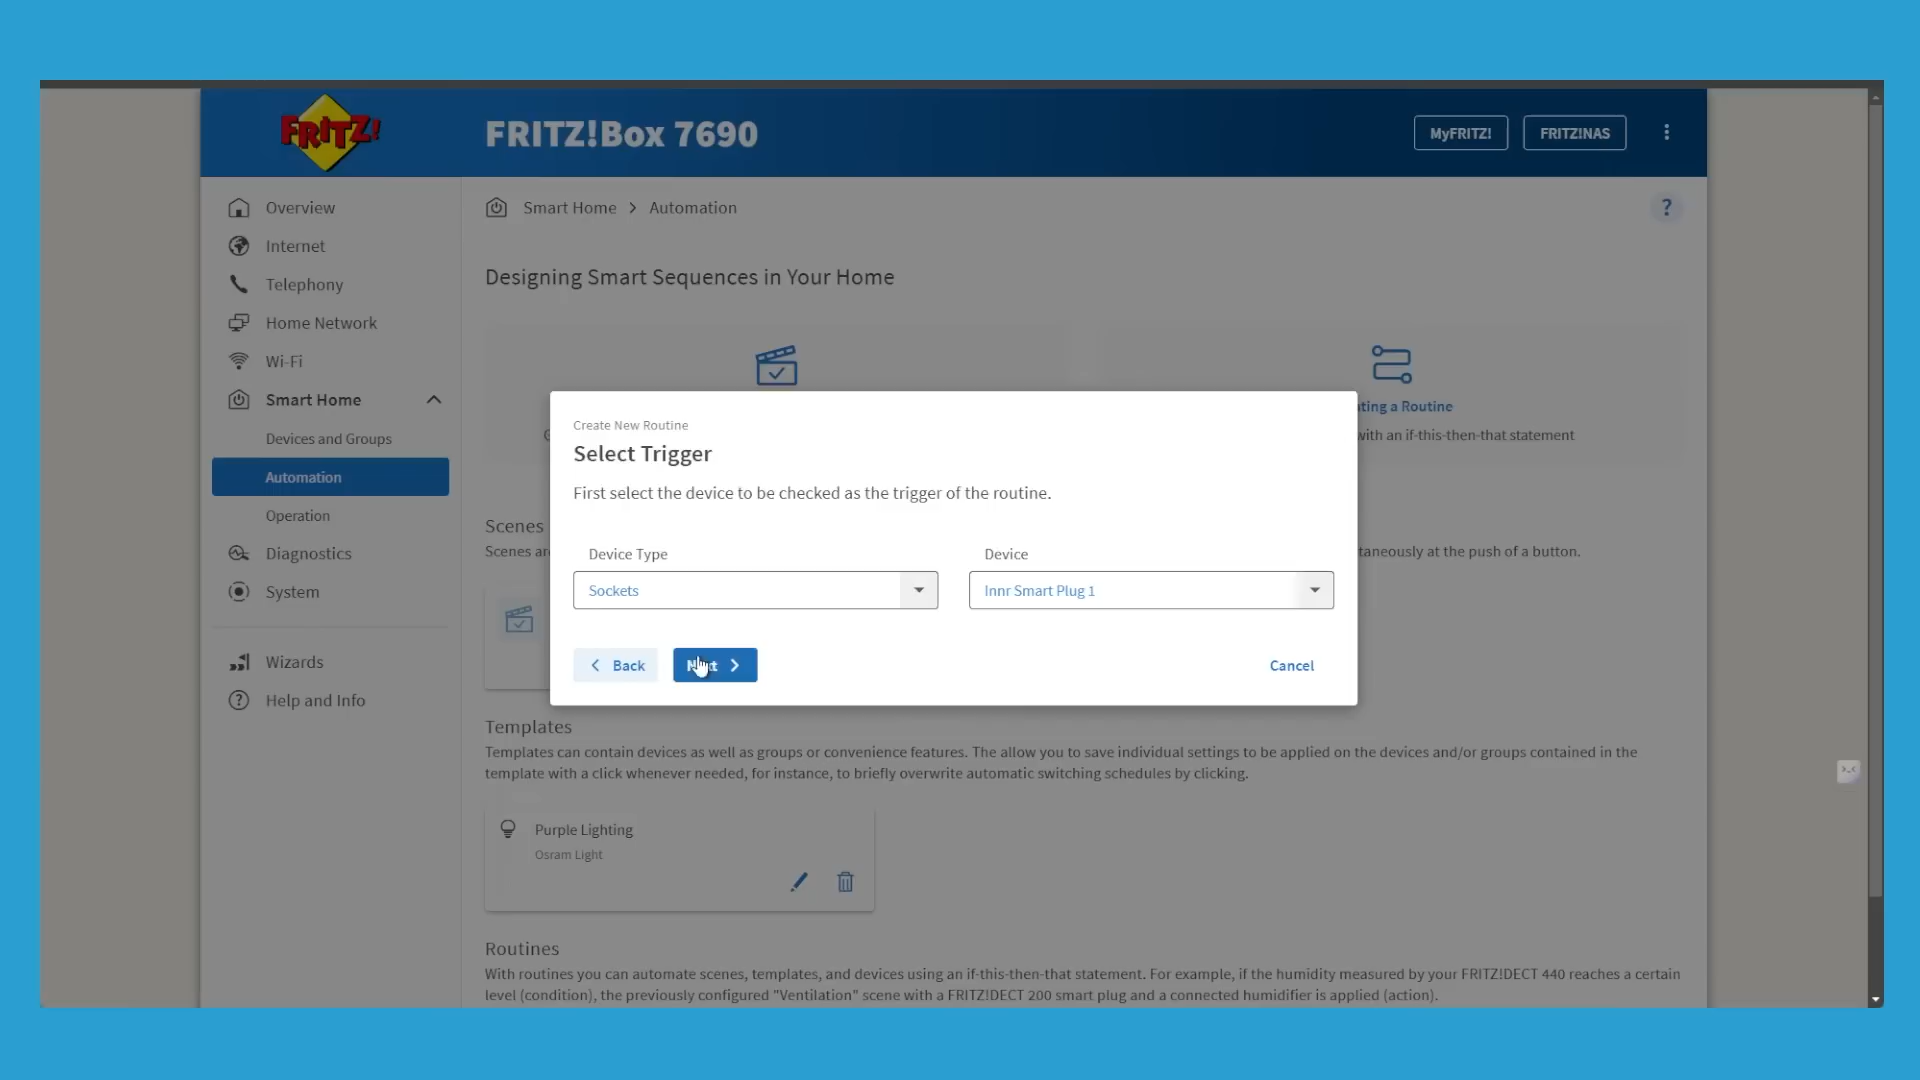 FRITZ!
FRITZ!Box 7690
MyFRITZ!
FRITZ!NAS
Overview
Internet
Telephony
Home Network
Wi-Fi
Smart Home
Devices and Groups
Automation
Operation
Diagnostics
System
Wizards
Help and Info
Smart Home > Automation
?
Designing Smart Sequences in Your Home
ting a Routine
with an if-this-then-that statement
Create New Routine
Select Trigger
First select the device to be checked as the trigger of the routine.
Device Type
Device
Sockets
Innr Smart Plug 1
Back
Cancel
Scenes
Scenes ar
taneously at the push of a button.
Templates
Templates can contain devices as well as groups or convenience features. The allow you to save individual settings to be applied on the devices and/or groups contained in the
template with a click whenever needed, for instance, to briefly overwrite automatic switching schedules by clicking.
Purple Lighting
Osram Light
Routines
With routines you can automate scenes, templates, and devices using an if-this-then-that statement. For example, if the humidity measured by your FRITZ!DECT 440 reaches a certain
level (condition), the previously configured "Ventilation" scene with a FRITZ!DECT 200 smart plug and a connected humidifier is applied (action).